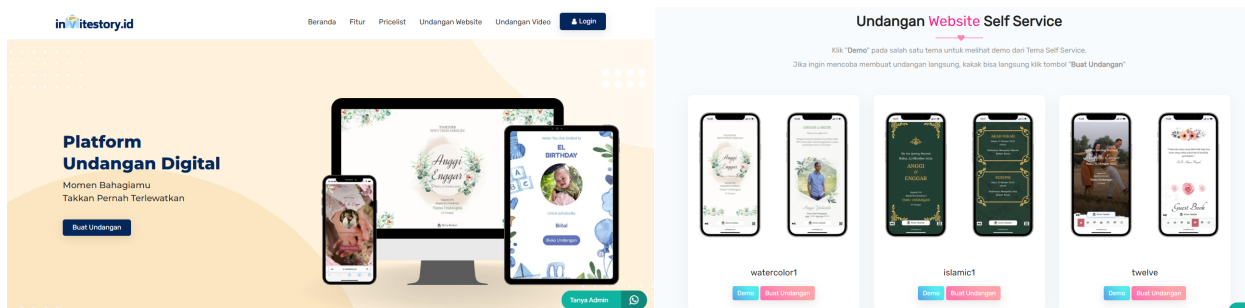 invitestory.id
Beranda Fitur Pricelist Undangan Website Undangan Video Login
Platform
Undangan Digital
Momen Bahagiamu
Takkan Pernah Terlewatkan
Buat Undangan
Anggi
Enggar
EL
BIRTHDAY
Bilbal
Buka Undangan
Tanya Admin
Undangan Website Self Service
Klik "Demo" pada salah satu tema untuk melihat demo dari Tema Self Service,
Jika ingin mencoba membuat undangan langsung, kakak bisa langsung klik tombol "Buat Undangan"
Anggi
Enggar
ANGGI
&
ENGGAR
Guest Book
watercolor1
Demo Buat Undangan
islamic1
Demo Buat Undangan
twelve
Demo Buat Undangan